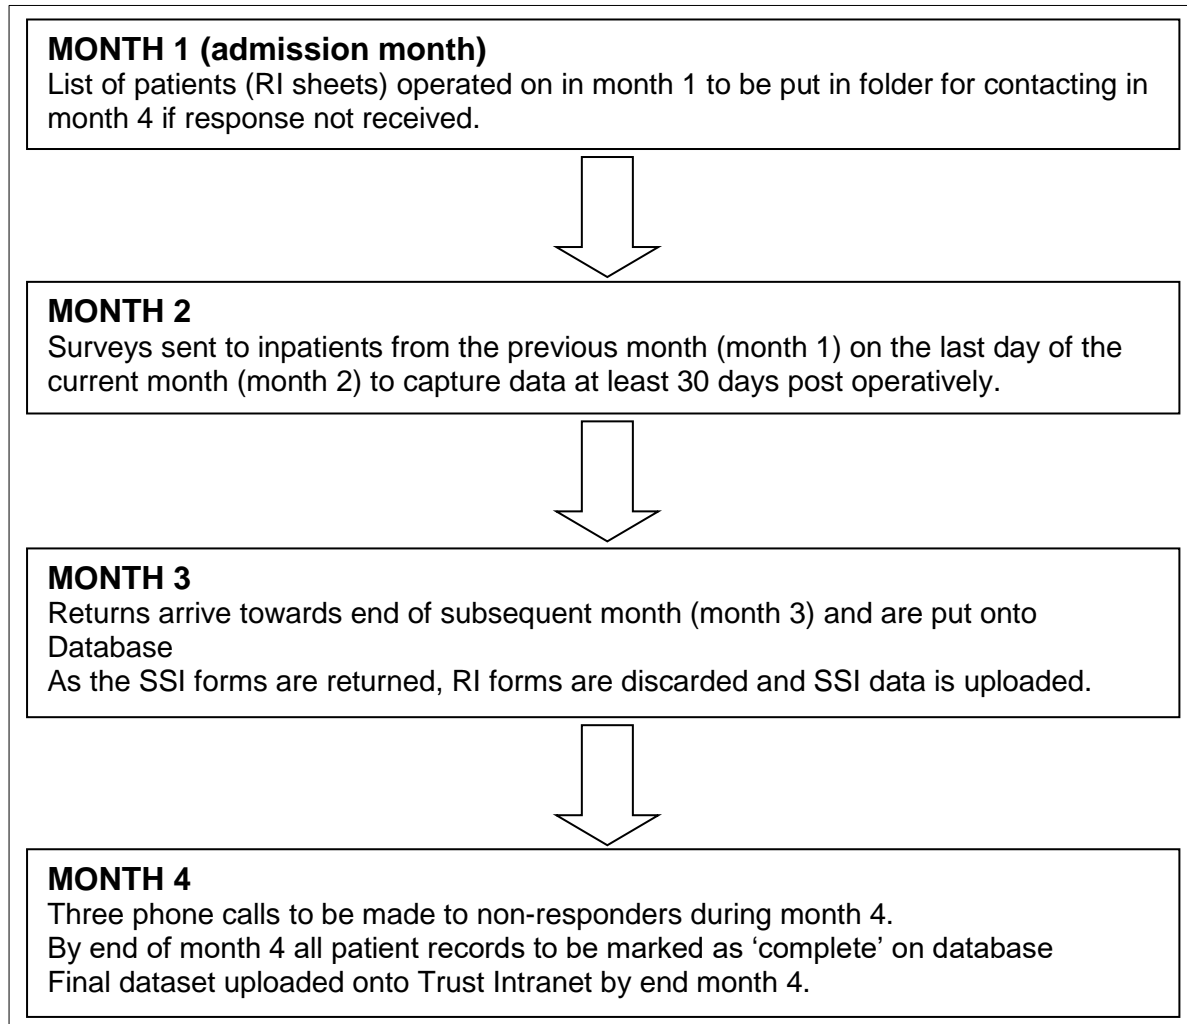 MONTH 1 (admission month)
List of patients (RI sheets) operated on in month 1 to be put in folder for contacting in
month 4 if response not received.
MONTH 2
Surveys sent to inpatients from the previous month (month 1) on the last day of the
current month (month 2) to capture data at least 30 days post operatively.
MONTH 3
Returns arrive towards end of subsequent month (month 3) and are put onto
Database
As the SSI forms are returned, RI forms are discarded and SSI data is uploaded.
MONTH 4
Three phone calls to be made to non-responders during month 4.
By end of month 4 all patient records to be marked as ‘complete’ on database
Final dataset uploaded onto Trust Intranet by end month 4.